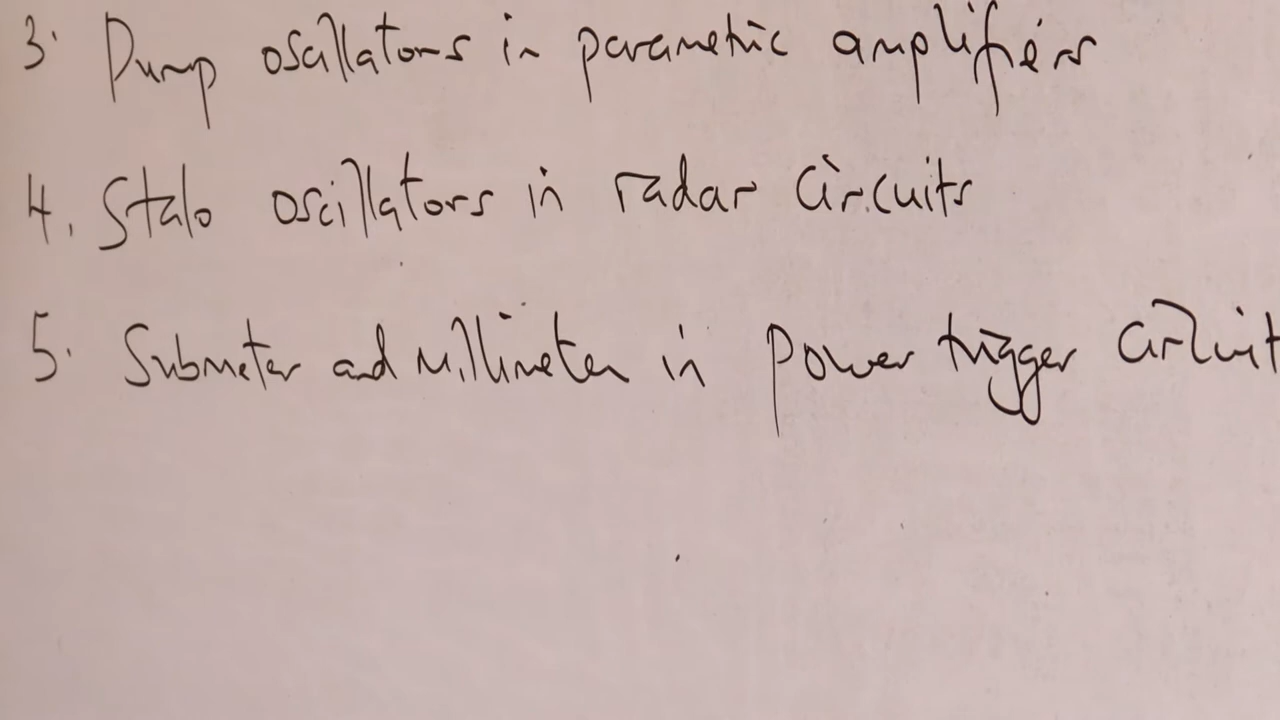 3. Pump oscillators in parametric amplifiers
4. Stalo oscillators in radar circuits
5. Submeter and millimeter in power trigger circuit